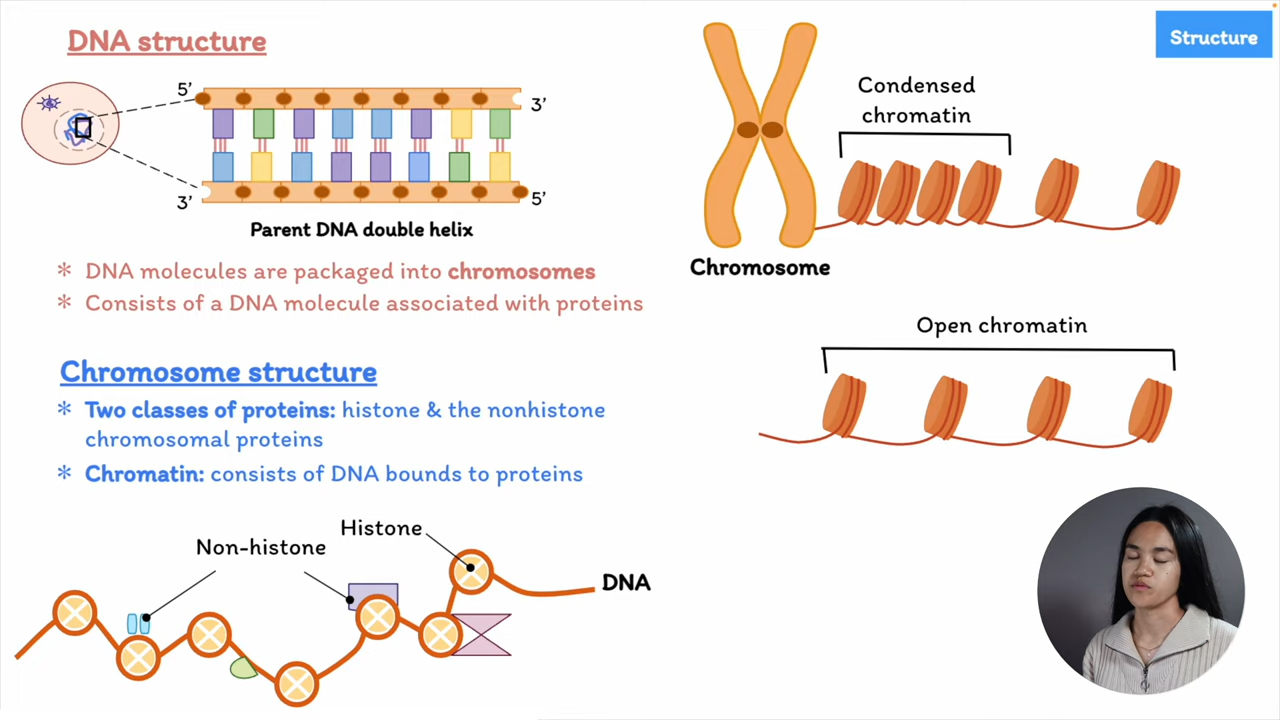 DNA structure
Structure
5’
3’
3’
5’
Parent DNA double helix
* DNA molecules are packaged into chromosomes
* Consists of a DNA molecule associated with proteins
Chromosome structure
* Two classes of proteins: histone & the nonhistone
chromosomal proteins
* Chromatin: consists of DNA bounds to proteins
Non-histone
Histone
DNA
Chromosome
Condensed
chromatin
Open chromatin